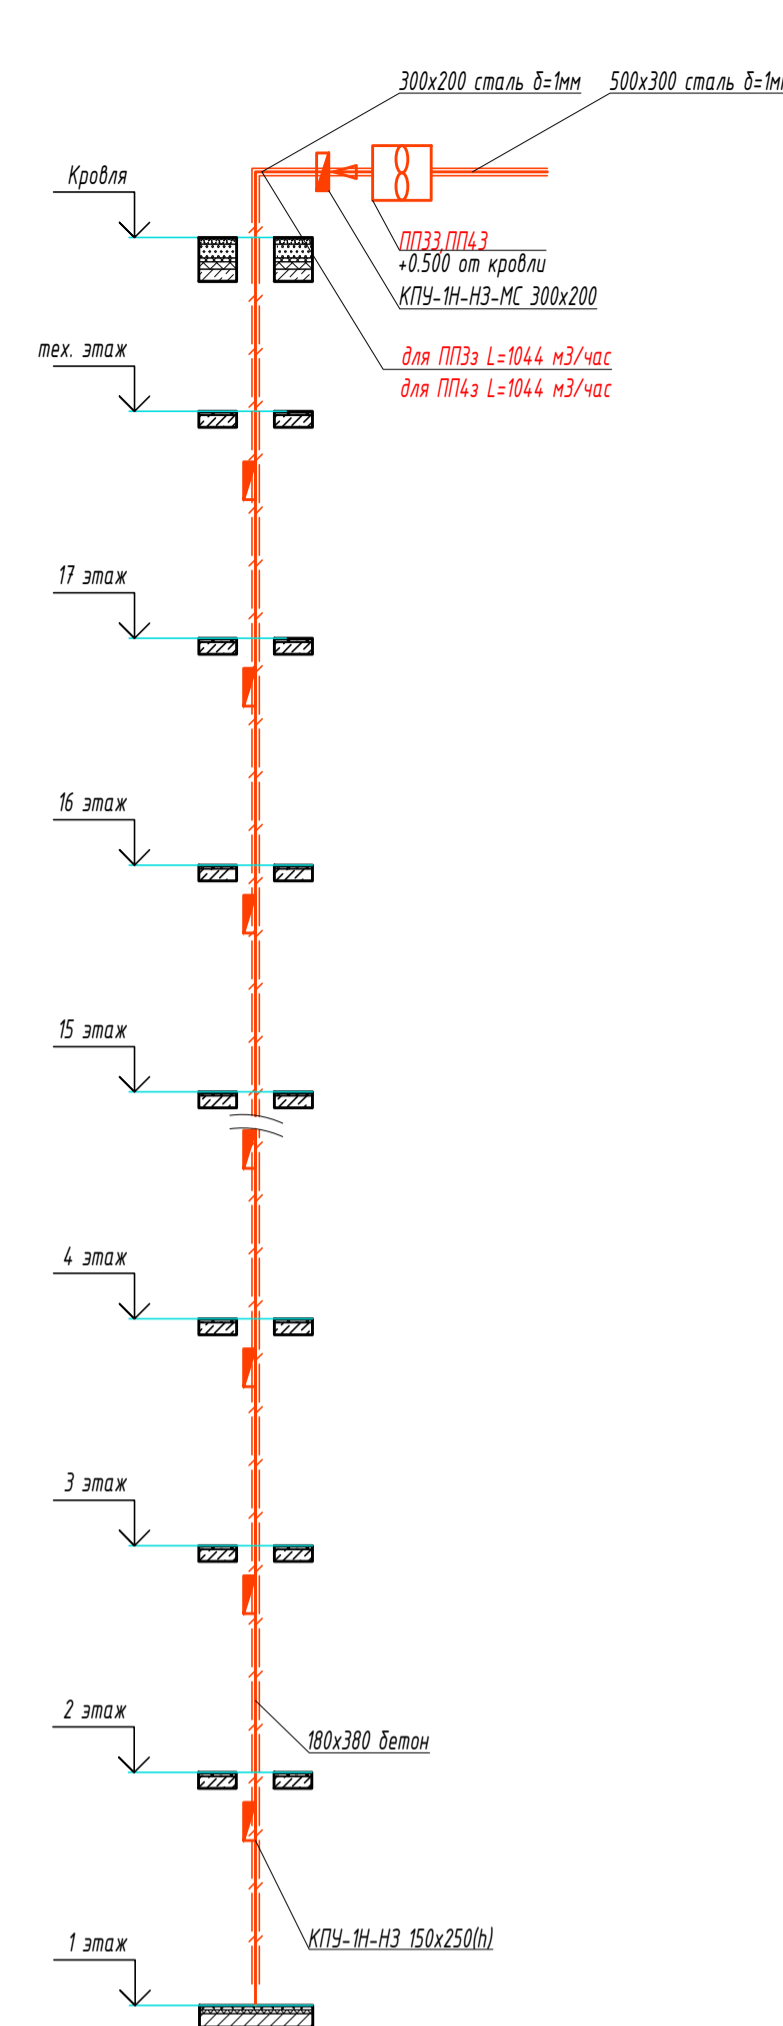 300х200 сталь δ=1мм
500х300 сталь δ=1м
Кровля
ПП33,ПП43
+0.500 от кровли
КПУ-1Н-НЗ-МС 300х200
тех. этаж
для ПП3з L=1044 м3/час
для ПП4з L=1044 м3/час
17 этаж
16 этаж
15 этаж
4 этаж
3 этаж
2 этаж
180х380 бетон
1 этаж
КПУ-1Н-НЗ 150х250(h)